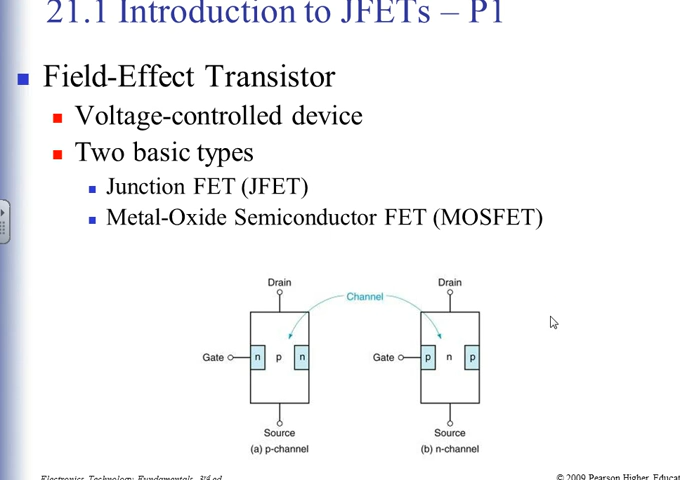 21.1 Introduction to JFETs – P1
Field-Effect Transistor
Voltage-controlled device
Two basic types
Junction FET (JFET)
Metal-Oxide Semiconductor FET (MOSFET)
Drain
Drain
Channel
Gate
n
p
n
Gate
p
n
p
Source
Source
(a) p-channel
(b) n-channel
Electronics Technology Fundamentals, 3/d ed
© 2009 Pearson Higher Educat